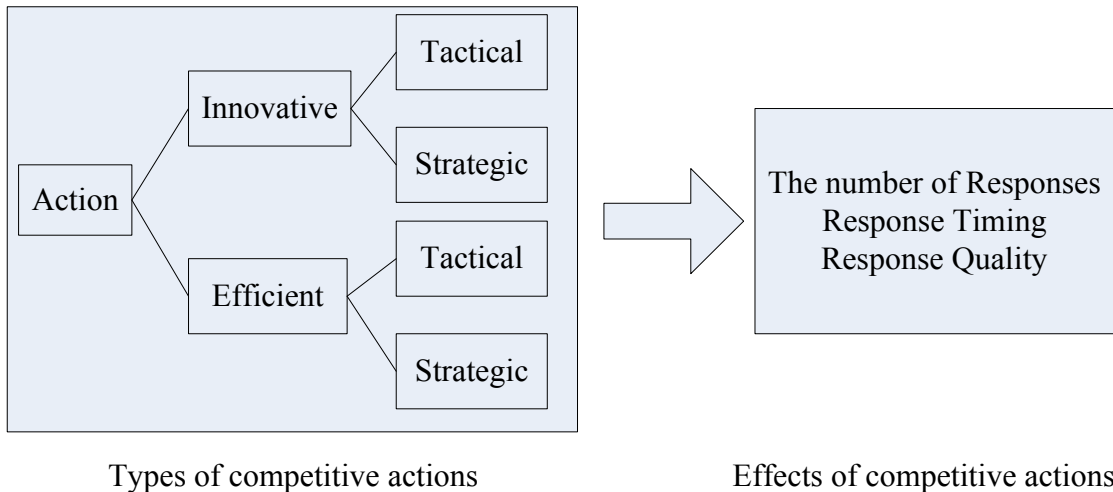 Action
Innovative
Tactical
Strategic
Efficient
Tactical
Strategic
The number of Responses
Response Timing
Response Quality
Types of competitive actions
Effects of competitive actions